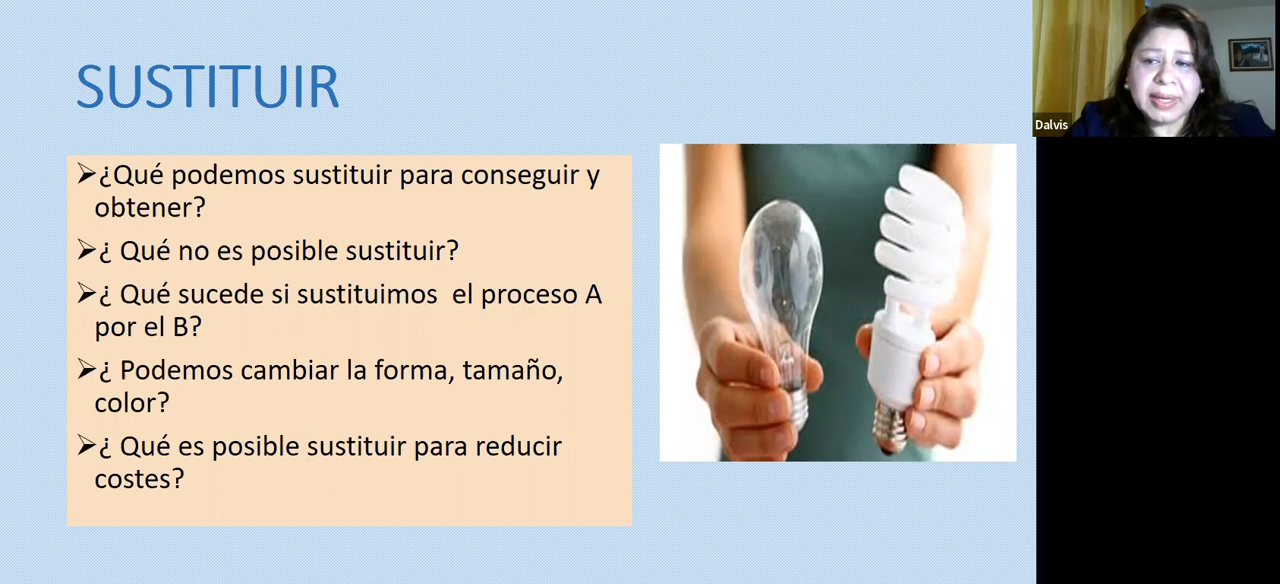 SUSTITUIR
➢¿Qué podemos sustituir para conseguir y
obtener?
➢¿ Qué no es posible sustituir?
➢¿ Qué sucede si sustituimos  el proceso A
por el B?
➢¿ Podemos cambiar la forma, tamaño,
color?
➢¿ Qué es posible sustituir para reducir
costes?
Dalvis